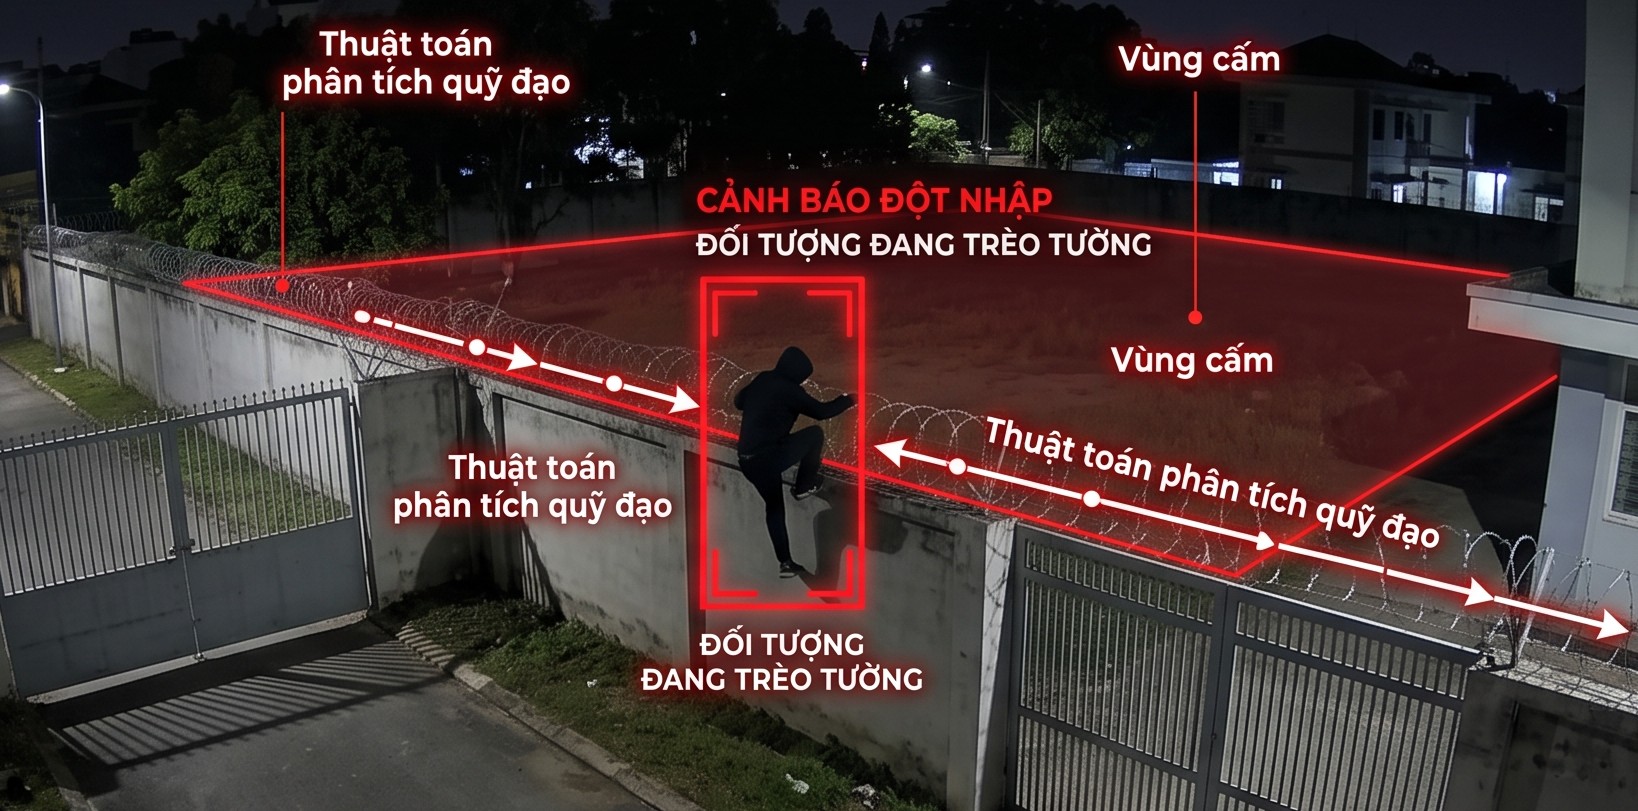 Thuật toán
phân tích quỹ đạo
Vùng cấm
CẢNH BÁO ĐỘT NHẬP
ĐỐI TƯỢNG ĐANG TRÈO TƯỜNG
Vùng cấm
Thuật toán phân tích quỹ đạo
Thuật toán
phân tích quỹ đạo
ĐỐI TƯỢNG
ĐANG TRÈO TƯỜNG